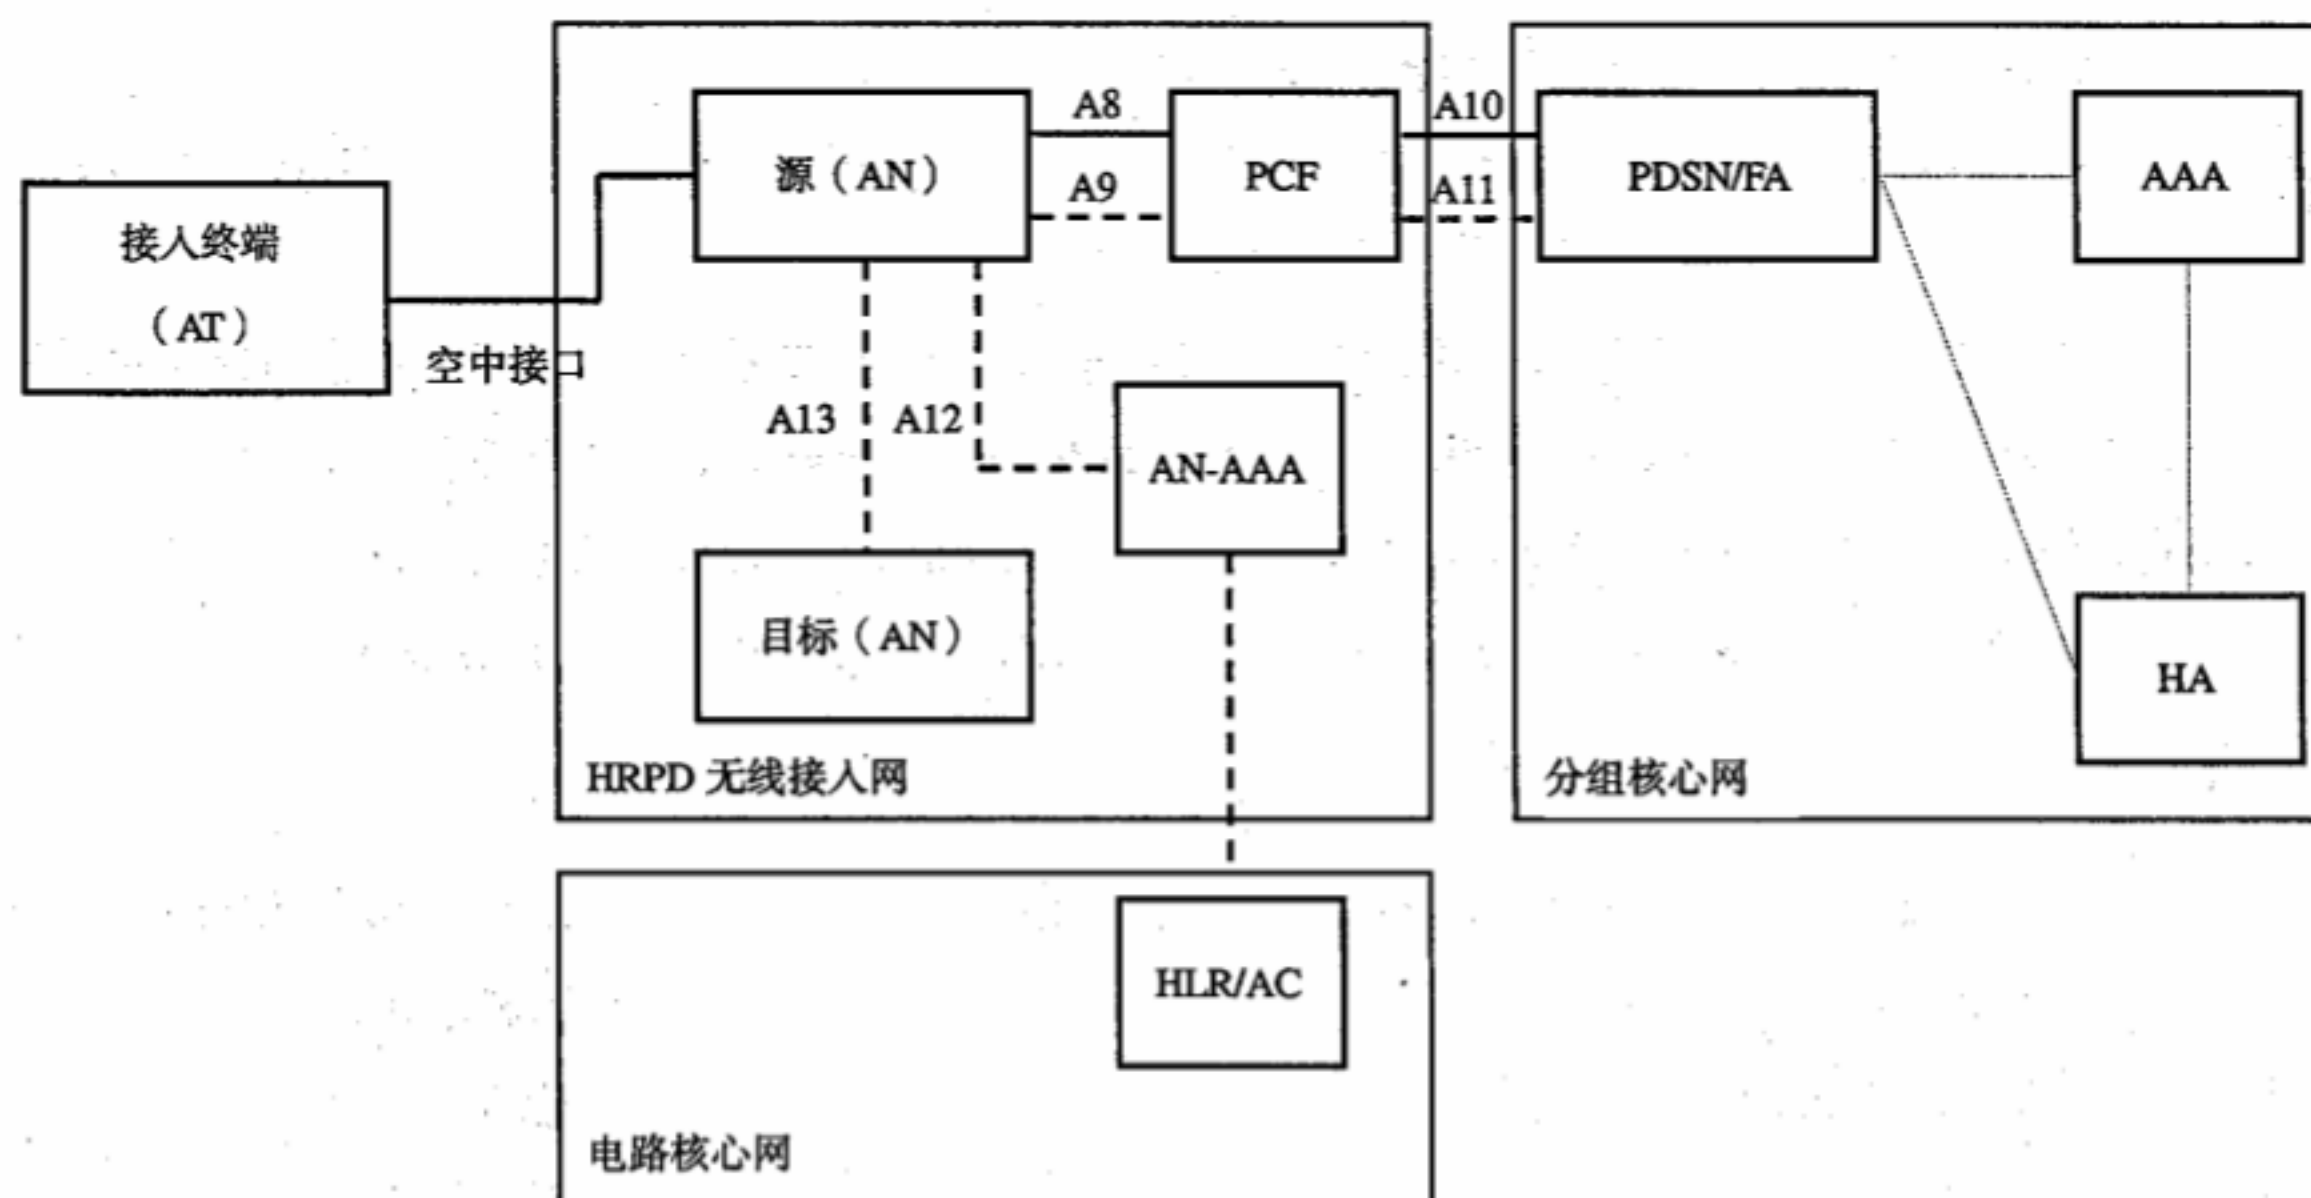 A8
A10
源（AN）
PCF
PDSN/FA
AAA
A9
A11
接入终端
（AT）
空中接口
A13
A12
AN-AAA
目标（AN）
HA
HRPD 无线接入网
分组核心网
HLR/AC
电路核心网